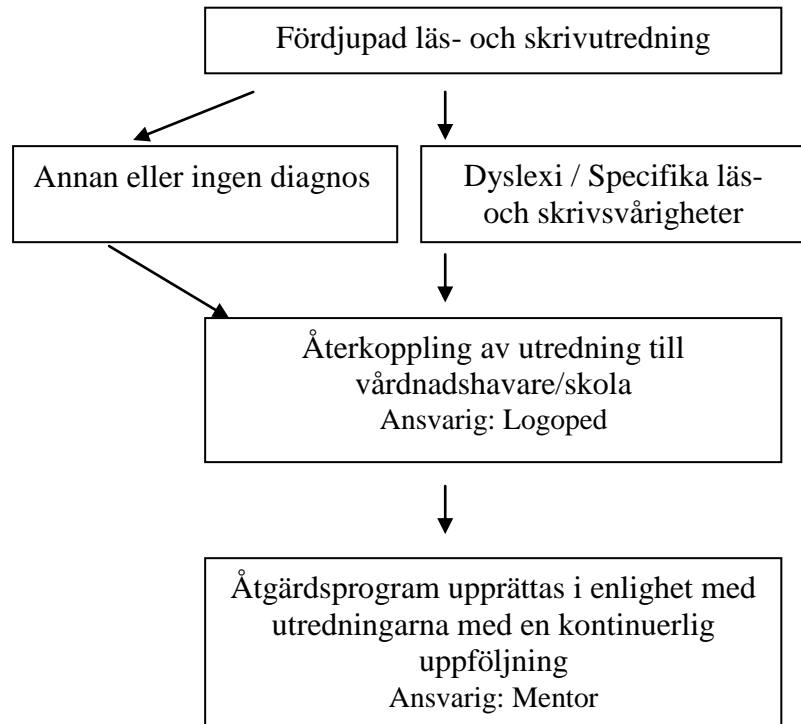 Fördjupad läs- och skrivutredning
Annan eller ingen diagnos
Dyslexi / Specifika läs-
och skrivsvårigheter
Återkoppling av utredning till
vårdnadshavare/skola
Ansvarig: Logoped
Åtgärdsprogram upprättas i enlighet med
utredningarna med en kontinuerlig
uppföljning
Ansvarig: Mentor